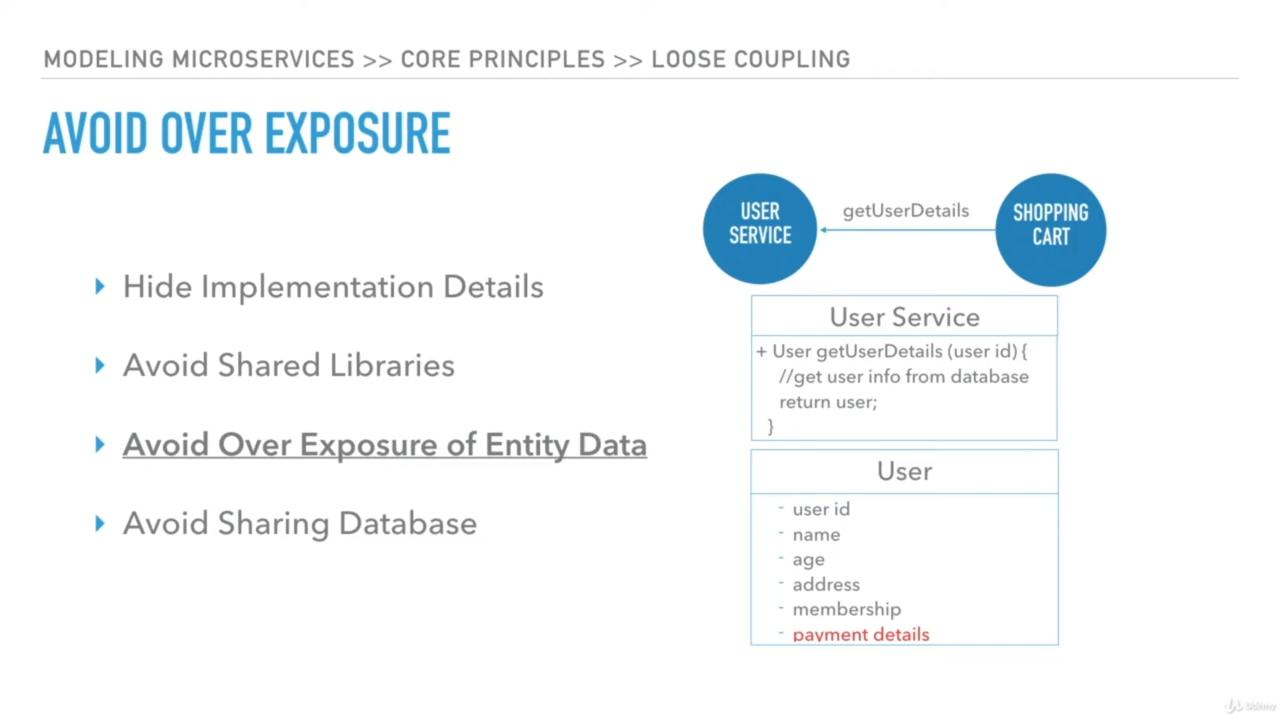 MODELING MICROSERVICES >> CORE PRINCIPLES >> LOOSE COUPLING
AVOID OVER EXPOSURE
Hide Implementation Details
Avoid Shared Libraries
Avoid Over Exposure of Entity Data
Avoid Sharing Database
USER
SERVICE
getUserDetails
SHOPPING
CART
User Service
+ User getUserDetails (user id) {
//get user info from database
return user;
}
User
- user id
- name
- age
- address
- membership
- payment details
Udemy